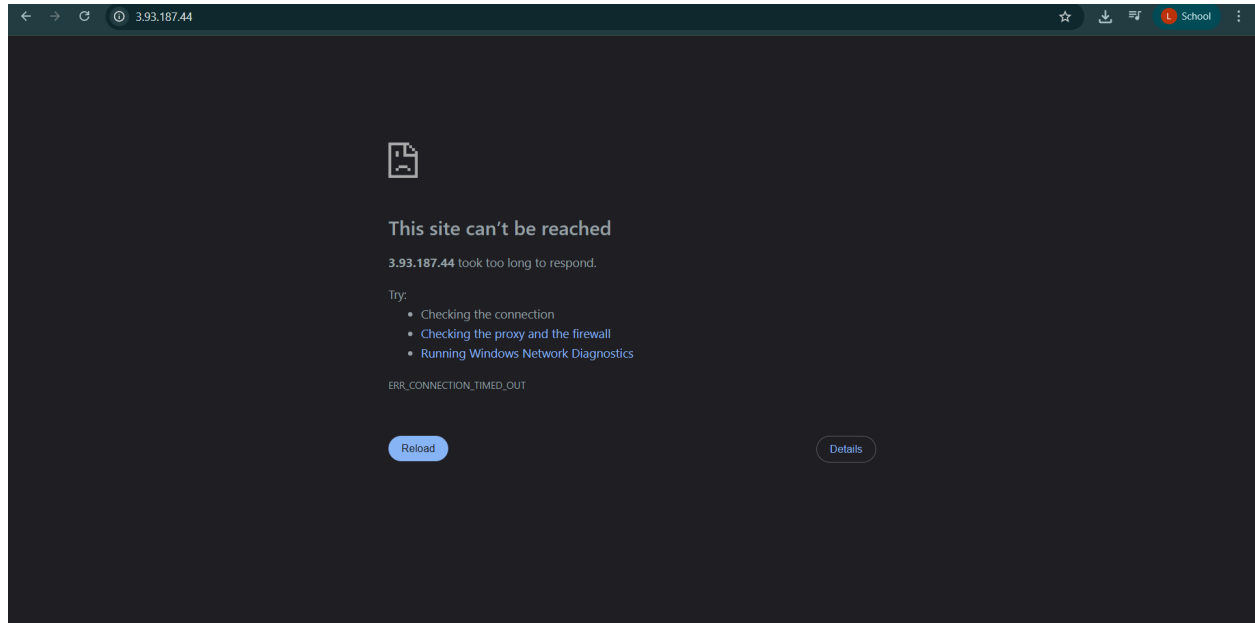 3.93.187.44
L School
This site can’t be reached
3.93.187.44 took too long to respond.
Try:
• Checking the connection
• Checking the proxy and the firewall
• Running Windows Network Diagnostics
ERR_CONNECTION_TIMED_OUT
Reload
Details